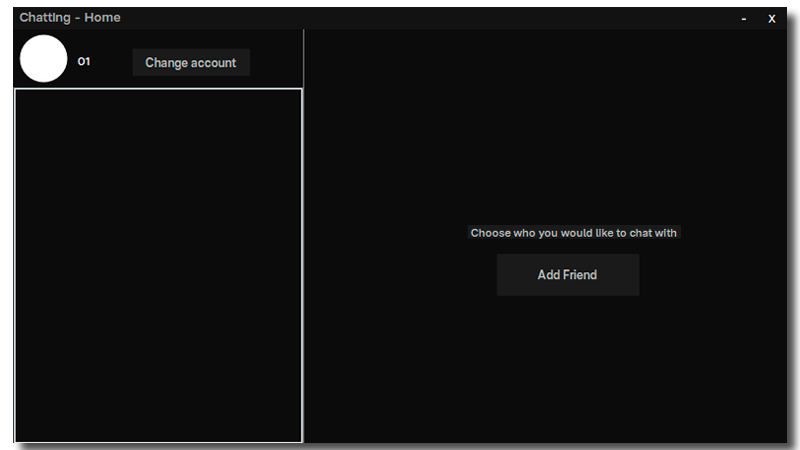 Chatting - Home
- X
01
Change account
Choose who you would like to chat with
Add Friend